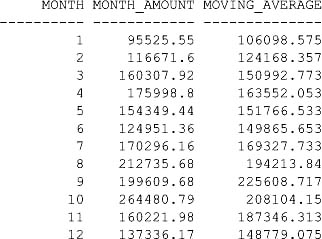 MONTH MONTH_AMOUNT MOVING_AVERAGE
---------- ------------ --------------
1 95525.55 106098.575
2 116671.6 124168.357
3 160307.92 150992.773
4 175998.8 163552.053
5 154349.44 151766.533
6 124951.36 149865.653
7 170296.16 169327.733
8 212735.68 194213.84
9 199609.68 225608.717
10 264480.79 208104.15
11 160221.98 187346.313
12 137336.17 148779.075